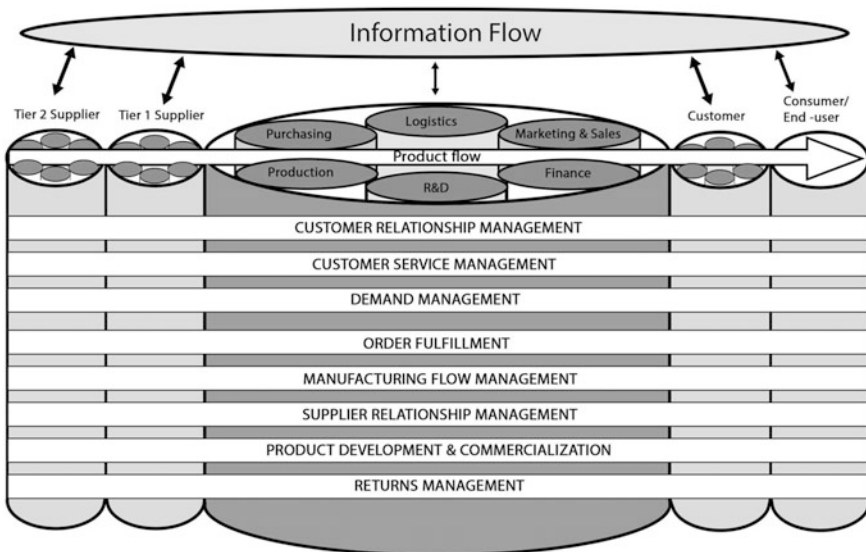 Information Flow
Tier 2 Supplier
Tier 1 Supplier
Customer
Consumer/
End -user
Logistics
Purchasing
Marketing & Sales
Product flow
Production
Finance
R&D
CUSTOMER RELATIONSHIP MANAGEMENT
CUSTOMER SERVICE MANAGEMENT
DEMAND MANAGEMENT
ORDER FULFILLMENT
MANUFACTURING FLOW MANAGEMENT
SUPPLIER RELATIONSHIP MANAGEMENT
PRODUCT DEVELOPMENT & COMMERCIALIZATION
RETURNS MANAGEMENT